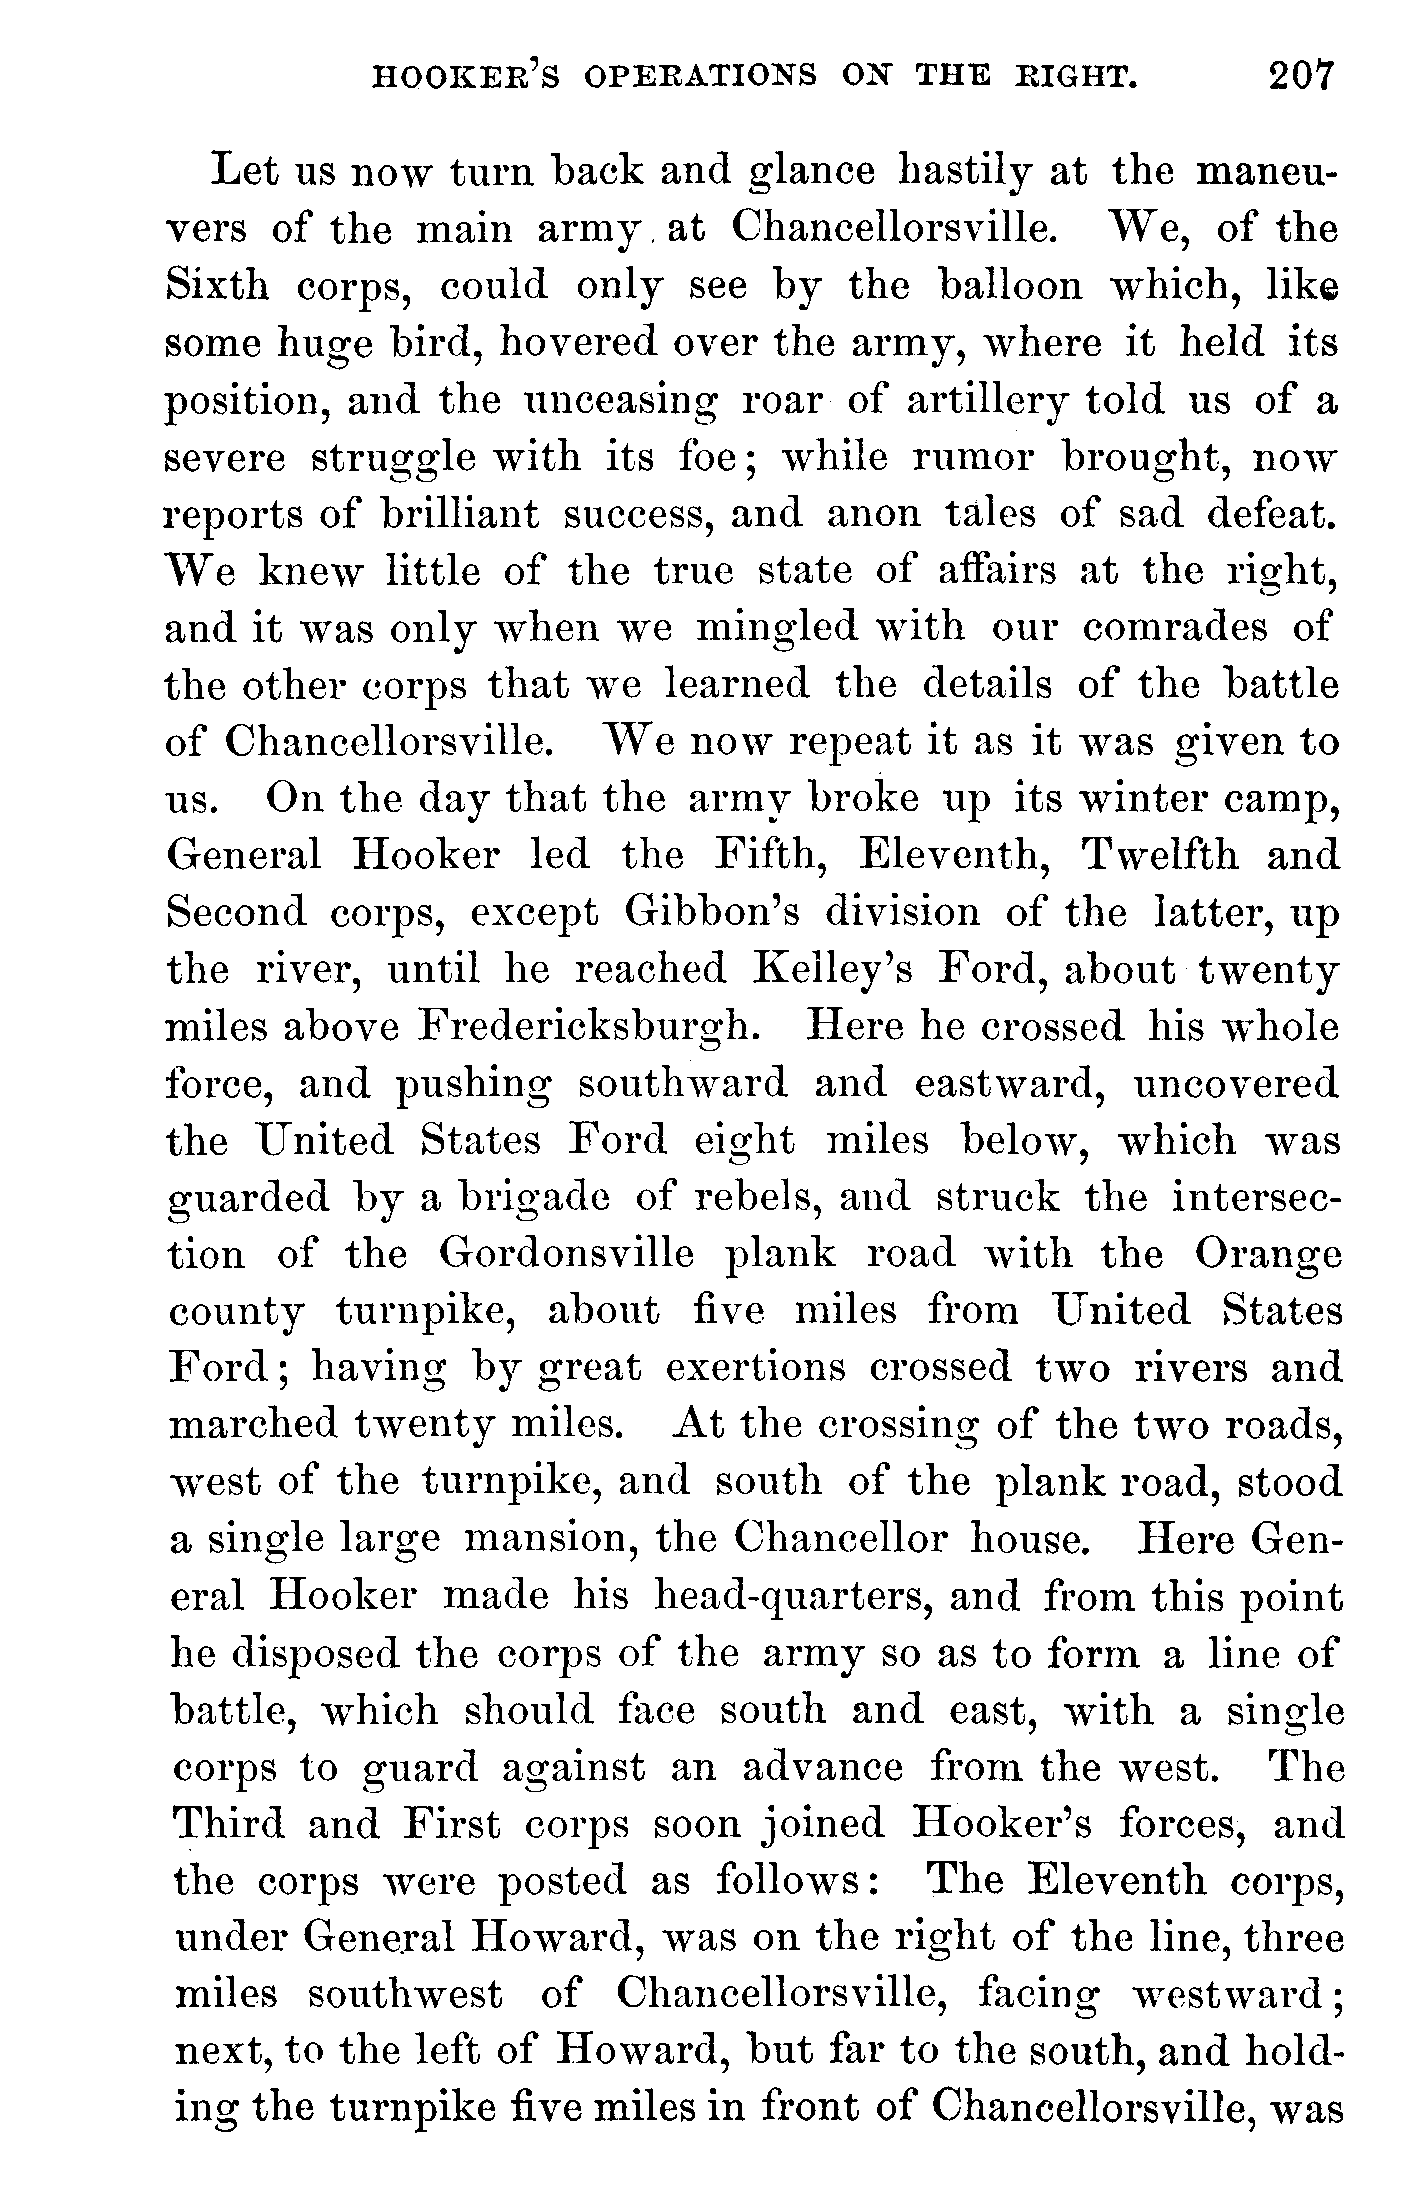 HOOKER'S OPERATIONS ON THE RIGHT. 207
Let us now turn back and glance hastily at the maneu-
vers of the main army at Chancellorsville. We, of the
Sixth corps, could only see by the balloon which, like
some huge bird, hovered over the army, where it held its
position, and the unceasing roar of artillery told us of a
severe struggle with its foe; while rumor brought, now
reports of brilliant success, and anon tales of sad defeat.
We knew little of the true state of affairs at the right,
and it was only when we mingled with our comrades of
the other corps that we learned the details of the battle
of Chancellorsville. We now repeat it as it was given to
us. On the day that the army broke up its winter camp,
General Hooker led the Fifth, Eleventh, Twelfth and
Second corps, except Gibbon's division of the latter, up
the river, until he reached Kelley's Ford, about twenty
miles above Fredericksburgh. Here he crossed his whole
force, and pushing southward and eastward, uncovered
the United States Ford eight miles below, which was
guarded by a brigade of rebels, and struck the intersec-
tion of the Gordonsville plank road with the Orange
county turnpike, about five miles from United States
Ford; having by great exertions crossed two rivers and
marched twenty miles. At the crossing of the two roads,
west of the turnpike, and south of the plank road, stood
a single large mansion, the Chancellor house. Here Gen-
eral Hooker made his head-quarters, and from this point
he disposed the corps of the army so as to form a line of
battle, which should face south and east, with a single
corps to guard against an advance from the west. The
Third and First corps soon joined Hooker's forces, and
the corps were posted as follows: The Eleventh corps,
under General Howard, was on the right of the line, three
miles southwest of Chancellorsville, facing westward;
next, to the left of Howard, but far to the south, and hold-
ing the turnpike five miles in front of Chancellorsville, was